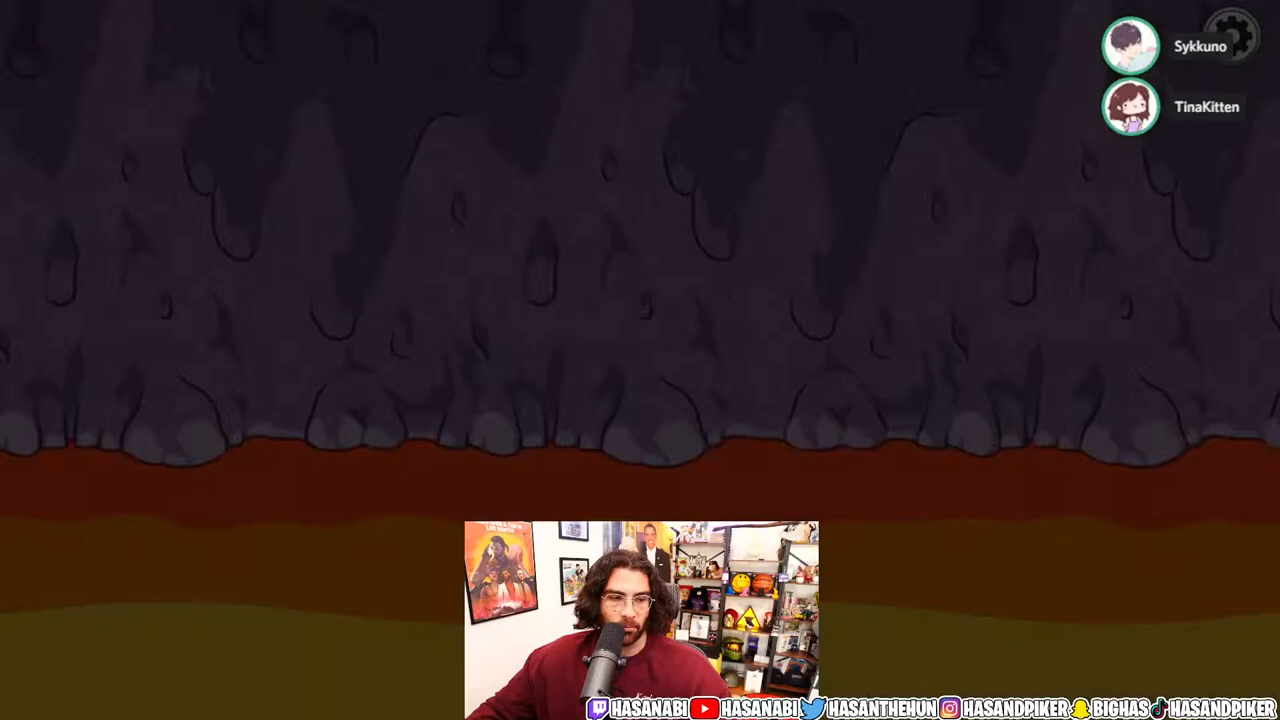 Sykkuno
TinaKitten
HASANABI HASANABI HASANTHEHUN HASANDPIKER BIGHAS HASANDPIKER